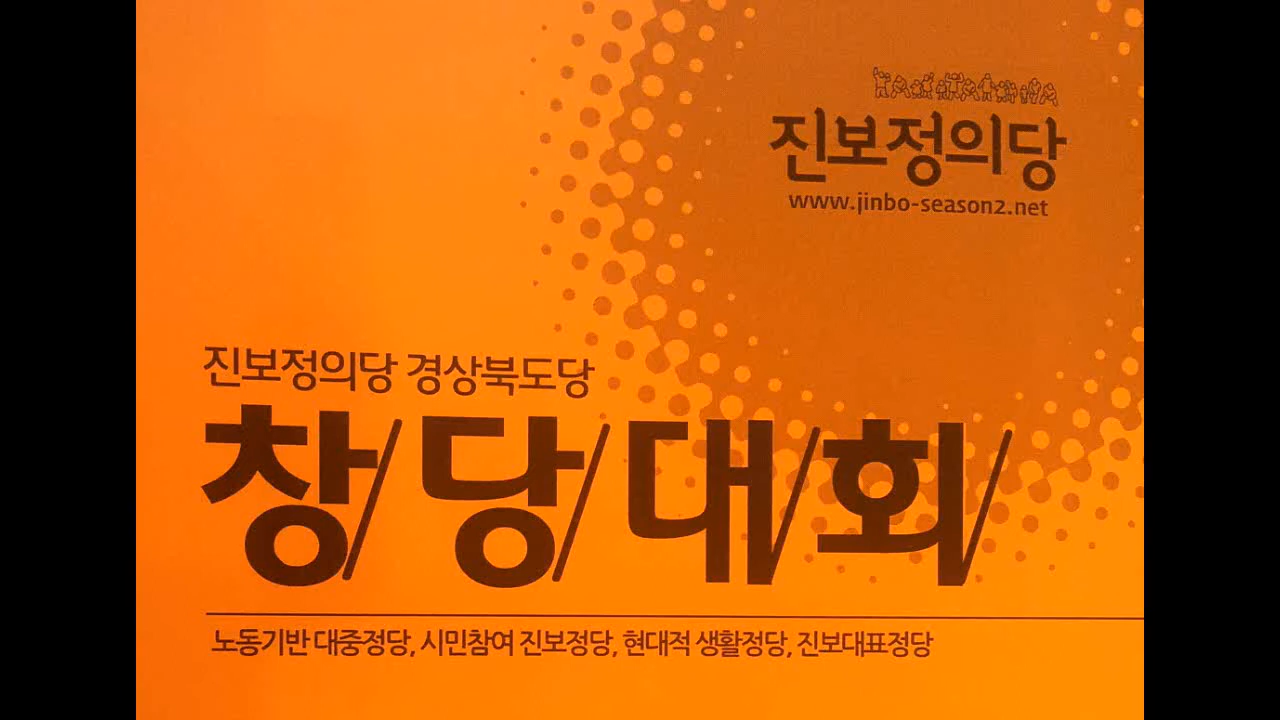 진보정의당
www.jinbo-season2.net
진보정의당 경상북도당
창/당/대/회/
노동기반 대중정당, 시민참여 진보정당, 현대적 생활정당, 진보대표정당